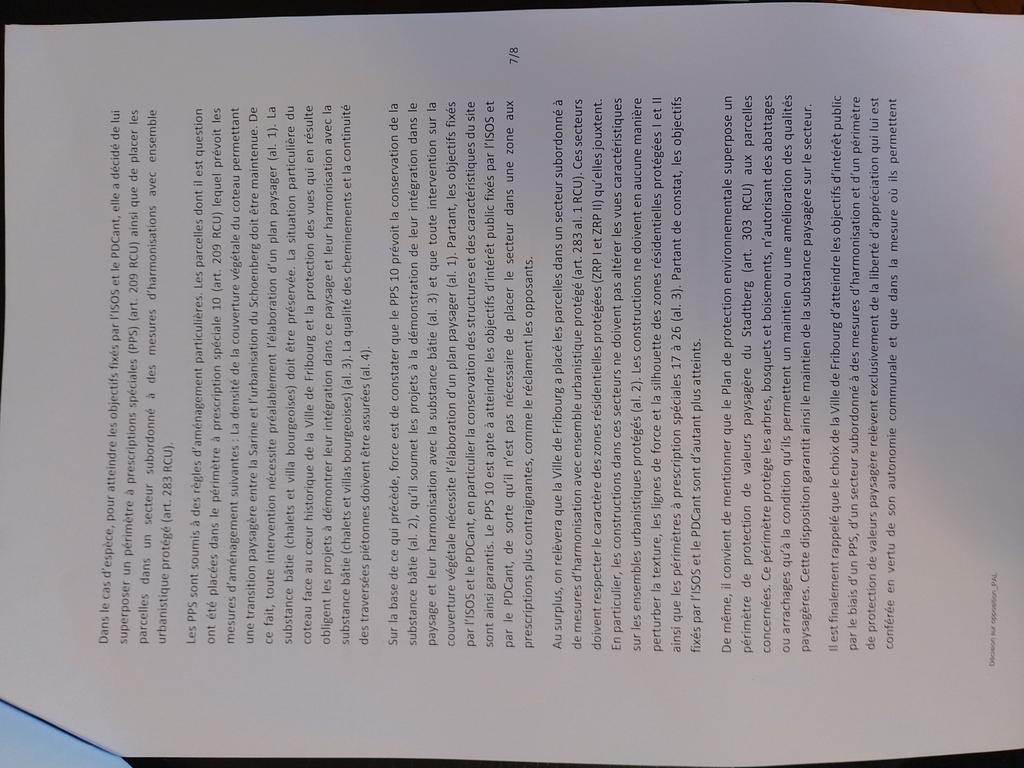 Dans le cas d'espèce, pour atteindre les objectifs fixés par l'ISOS et le PDCant, elle a décidé de lui
superposer un périmètre à prescriptions spéciales (PPS) (art. 209 RCU) ainsi que de placer les
parcelles dans un secteur subordonné à des mesures d'harmonisations avec ensemble
urbanistique protégé (art. 283 RCU).
Les PPS sont soumis à des règles d'aménagement particulières. Les parcelles dont il est question
ont été placées dans le périmètre à prescription spéciale 10 (art. 209 RCU) lequel prévoit les
mesures d'aménagement suivantes : La densité de la couverture végétale du coteau permettant
une transition paysagère entre la Sarine et l'urbanisation du Schoenberg doit être maintenue. De
ce fait, toute intervention nécessite préalablement l'élaboration d'un plan paysager (al. 1). La
substance bâtie (chalets et villa bourgeoises) doit être préservée. La situation particulière du
coteau face au cœur historique de la Ville de Fribourg et la protection des vues qui en résulte
obligent les projets à démontrer leur intégration dans ce paysage et leur harmonisation avec la
substance bâtie (chalets et villas bourgeoises) (al. 3). La qualité des cheminements et la continuité
des traversées piétonnes doivent être assurées (al. 4).
Sur la base de ce qui précède, force est de constater que le PPS 10 prévoit la conservation de la
substance bâtie (al. 2), qu'il soumet les projets à la démonstration de leur intégration dans le
paysage et leur harmonisation avec la substance bâtie (al. 3) et que toute intervention sur la
couverture végétale nécessite l'élaboration d'un plan paysager (al. 1). Partant, les objectifs fixés
par l'ISOS et le PDCant, en particulier la conservation des structures et des caractéristiques du site
sont ainsi garantis. Le PPS 10 est apte à atteindre les objectifs d'intérêt public fixés par l'ISOS et
par le PDCant, de sorte qu'il n'est pas nécessaire de placer le secteur dans une zone aux
prescriptions plus contraignantes, comme le réclament les opposants.
Au surplus, on relèvera que la Ville de Fribourg a placé les parcelles dans un secteur subordonné à
des mesures d'harmonisation avec ensemble urbanistique protégé (art. 283 al. 1 RCU). Ces secteurs
doivent respecter le caractère des zones résidentielles protégées (ZRP I et ZRP II) qu'elles jouxtent.
En particulier, les constructions dans ces secteurs ne doivent pas altérer les vues caractéristiques
sur les ensembles urbanistiques protégés (al. 2). Les constructions ne doivent en aucune manière
perturber la texture, les lignes de force et la silhouette des zones résidentielles protégées I et II
ainsi que les périmètres à prescription spéciales 17 à 26 (al. 3). Partant de constat, les objectifs
fixés par l'ISOS et le PDCant sont d'autant plus atteints.
De même, il convient de mentionner que le Plan de protection environnementale superpose un
périmètre de protection de valeurs paysagère du Stadtberg (art. 303 RCU) aux parcelles
concernées. Ce périmètre protège les arbres, bosquets et boisements, n'autorisant des abattages
ou arrachages qu'à la condition qu'ils permettent un maintien ou une amélioration des qualités
paysagères. Cette disposition garantit ainsi le maintien de la substance paysagère sur le secteur.
Il est finalement rappelé que le choix de la Ville de Fribourg d'atteindre les objectifs d'intérêt public
par le biais d'un PPS, d'un secteur subordonné à des mesures d'harmonisation et d'un périmètre
de protection de valeurs paysagère relèvent exclusivement de la liberté d'appréciation qui lui est
conférée en vertu de son autonomie communale et que dans la mesure où ils permettent
Décision sur opposition_PAL
7/8